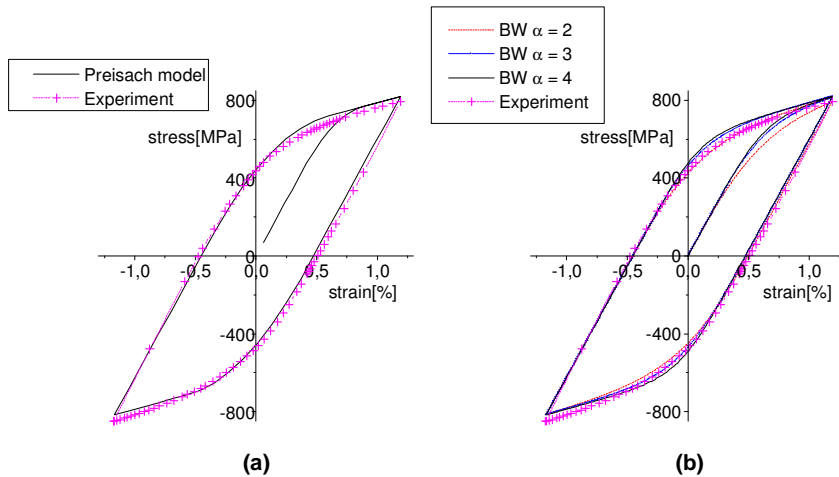 Preisach model
Experiment
stress[MPa]
800
400
0
-400
-800
-1,0
-0,5
0,0
0,5
1,0
strain[%]
(a)
BW α = 2
BW α = 3
BW α = 4
Experiment
stress[MPa]
800
400
0
-400
-800
-1,0
-0,5
0,0
0,5
1,0
strain[%]
(b)